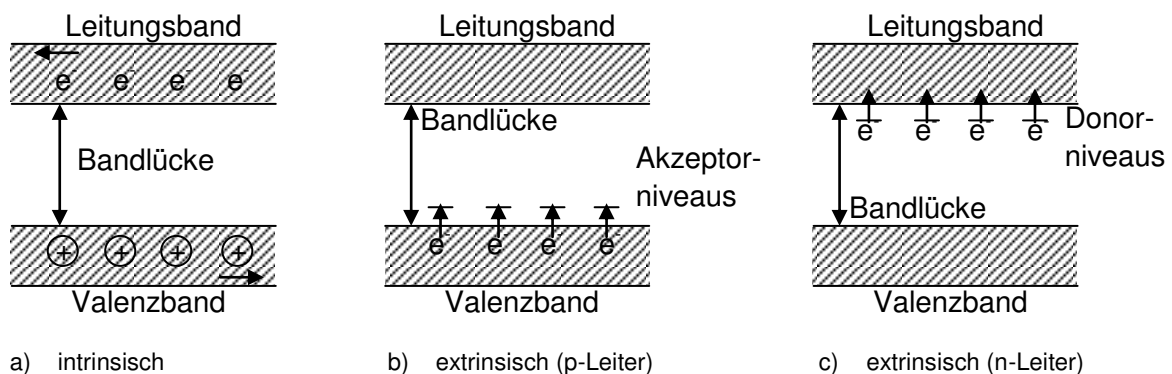 Leitungsband
e⁻ e⁻ e⁻ e⁻
Bandlücke
+ + + +
Valenzband
a) intrinsisch
Leitungsband
Bandlücke
Akzeptor-
niveaus
e⁻ e⁻ e⁻ e⁻
Valenzband
b) extrinsisch (p-Leiter)
Leitungsband
e⁻ e⁻ e⁻ e⁻
Donor-
niveaus
Bandlücke
Valenzband
c) extrinsisch (n-Leiter)